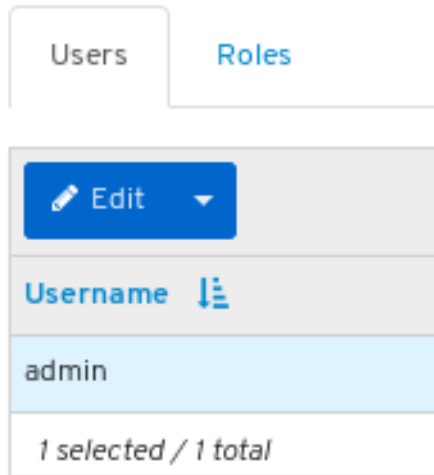 Users Roles
Edit
Username
admin
1 selected / 1 total